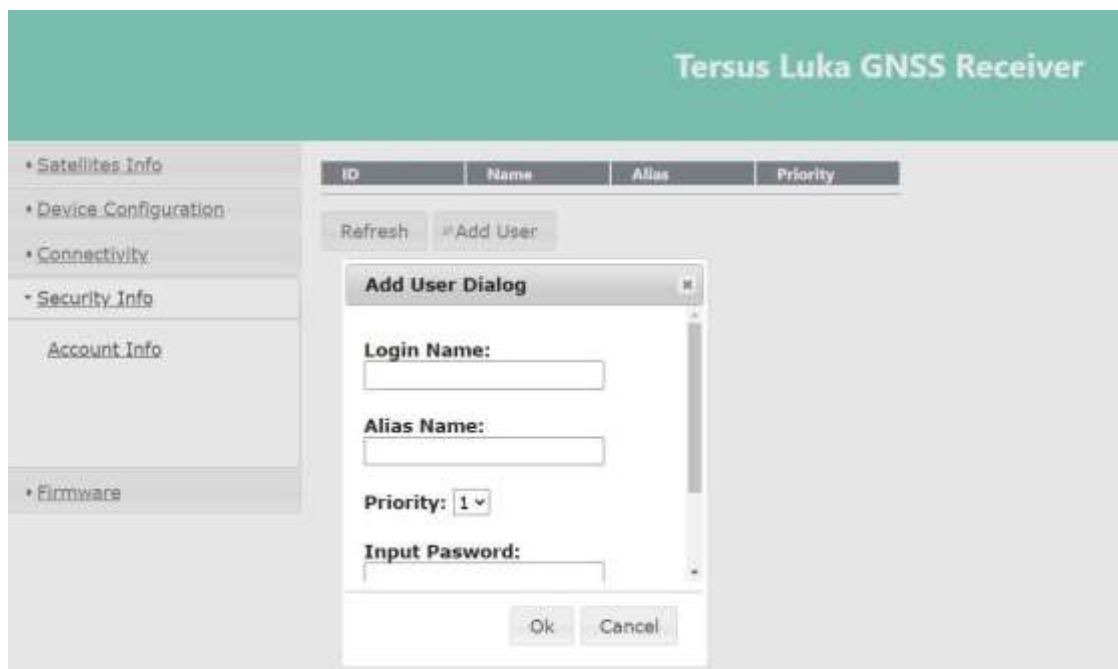 Tersus Luka GNSS Receiver
Satellites Info
Device Configuration
Connectivity
Security Info
Account Info
Firmware
ID Name Alias Priority
Refresh Add User
Add User Dialog
Login Name:
Alias Name:
Priority: 1
Input Pasword:
Ok Cancel